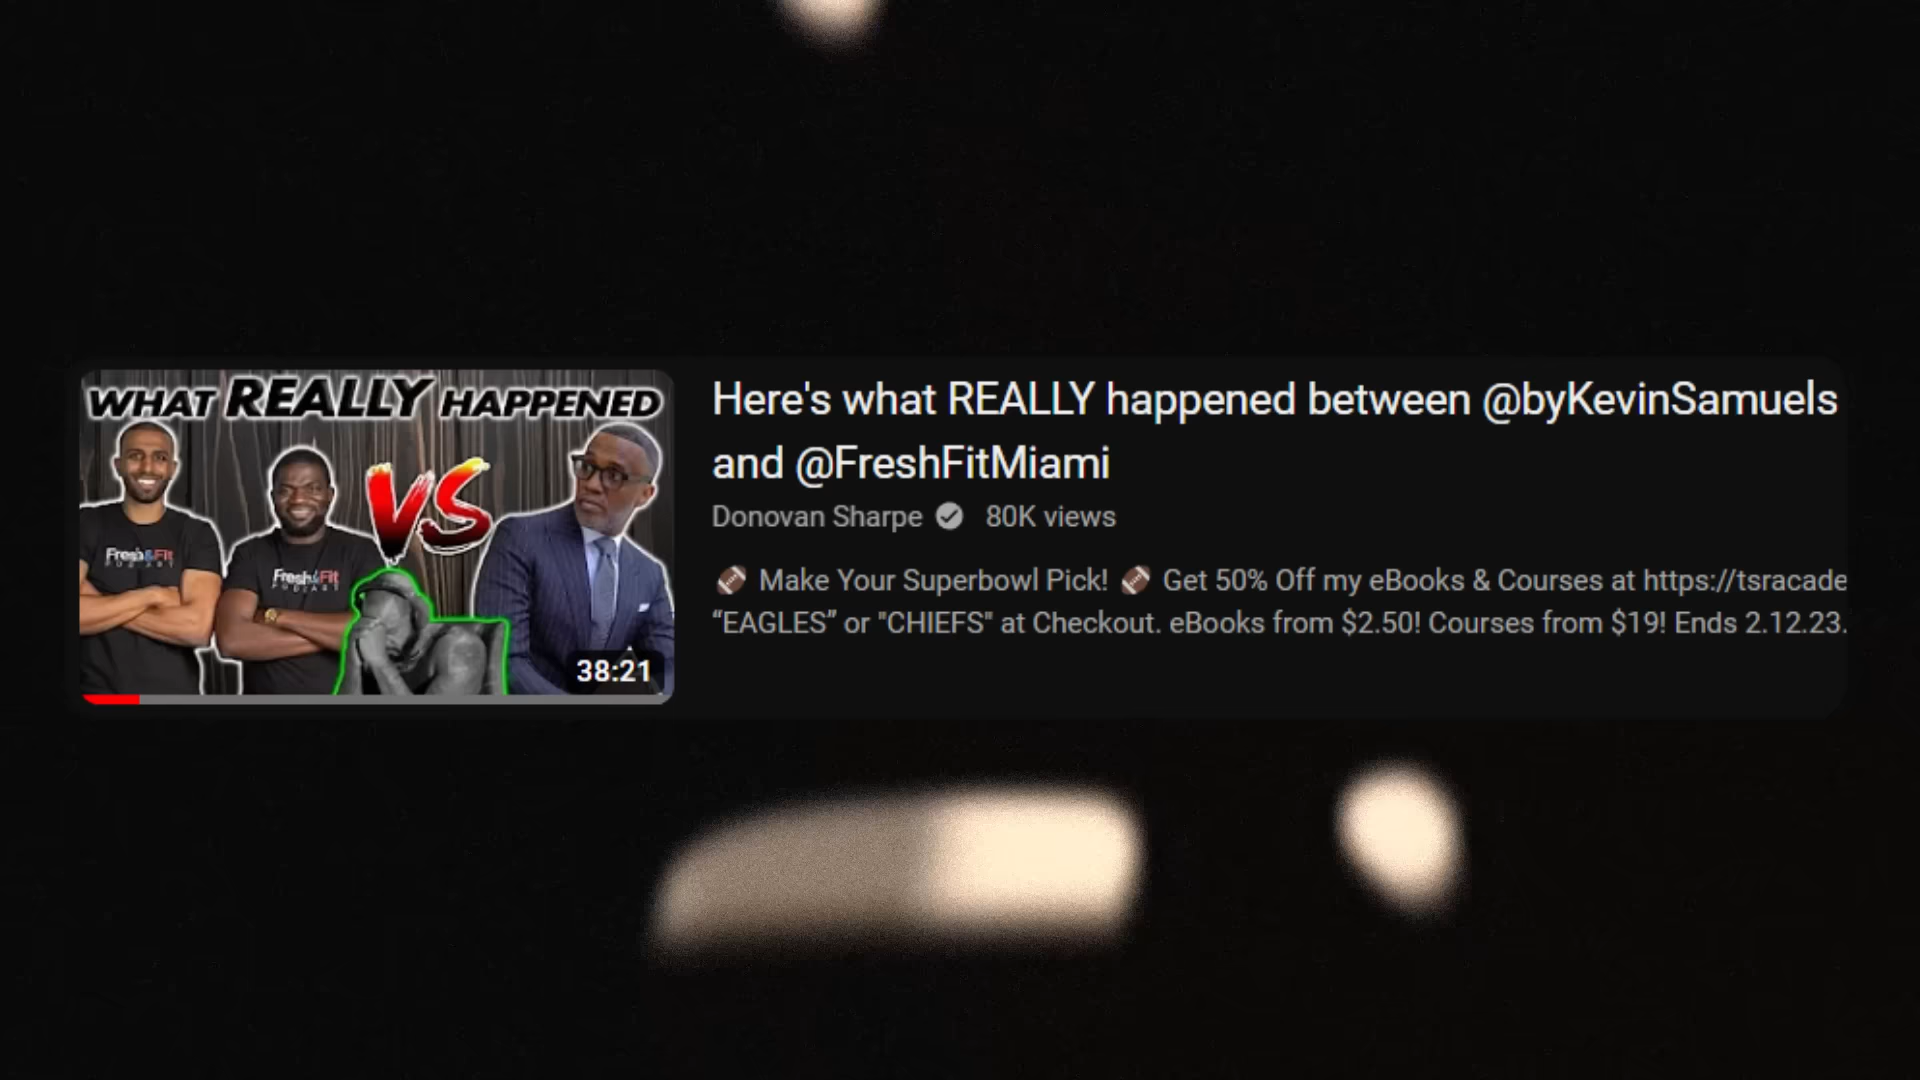 WHAT REALLY HAPPENED
Fresh&Fit
PODCAST
Fresh&Fit
PODCAST
VS
38:21
Here's what REALLY happened between @byKevinSamuels
and @FreshFitMiami
Donovan Sharpe 80K views
🏈 Make Your Superbowl Pick! 🏈 Get 50% Off my eBooks & Courses at https://tsracade
“EAGLES” or "CHIEFS" at Checkout. eBooks from $2.50! Courses from $19! Ends 2.12.23.